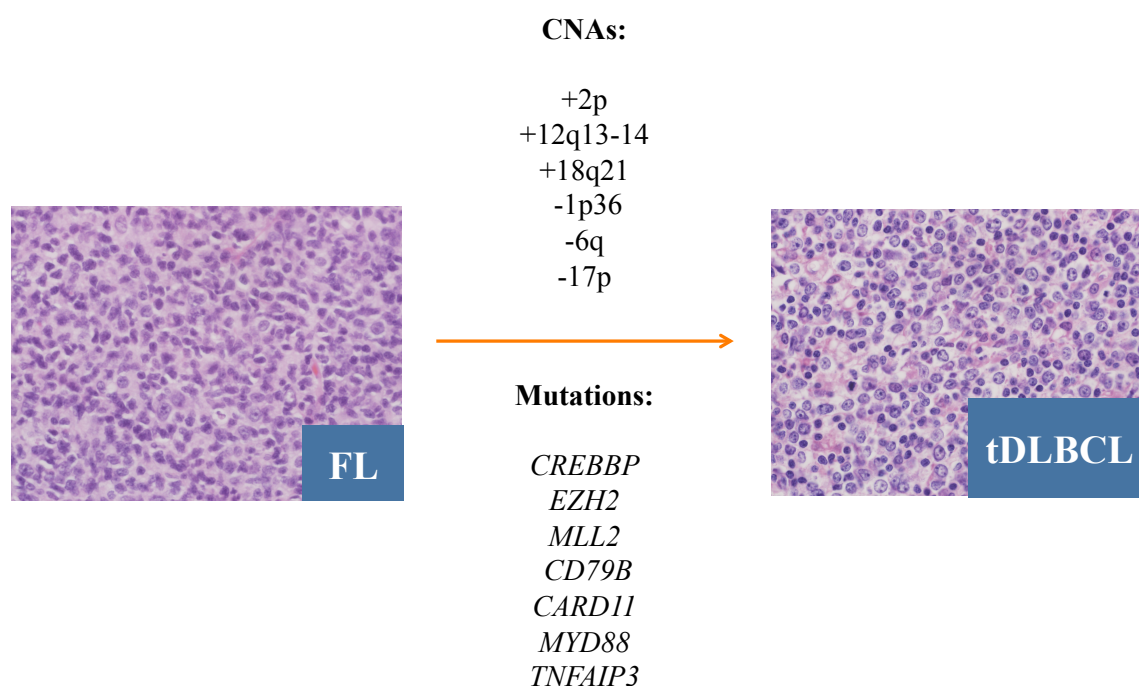 CNAs:
+2p
+12q13-14
+18q21
-1p36
-6q
-17p
FL
tDLBCL
Mutations:
CREBBP
EZH2
MLL2
CD79B
CARD11
MYD88
TNFAIP3